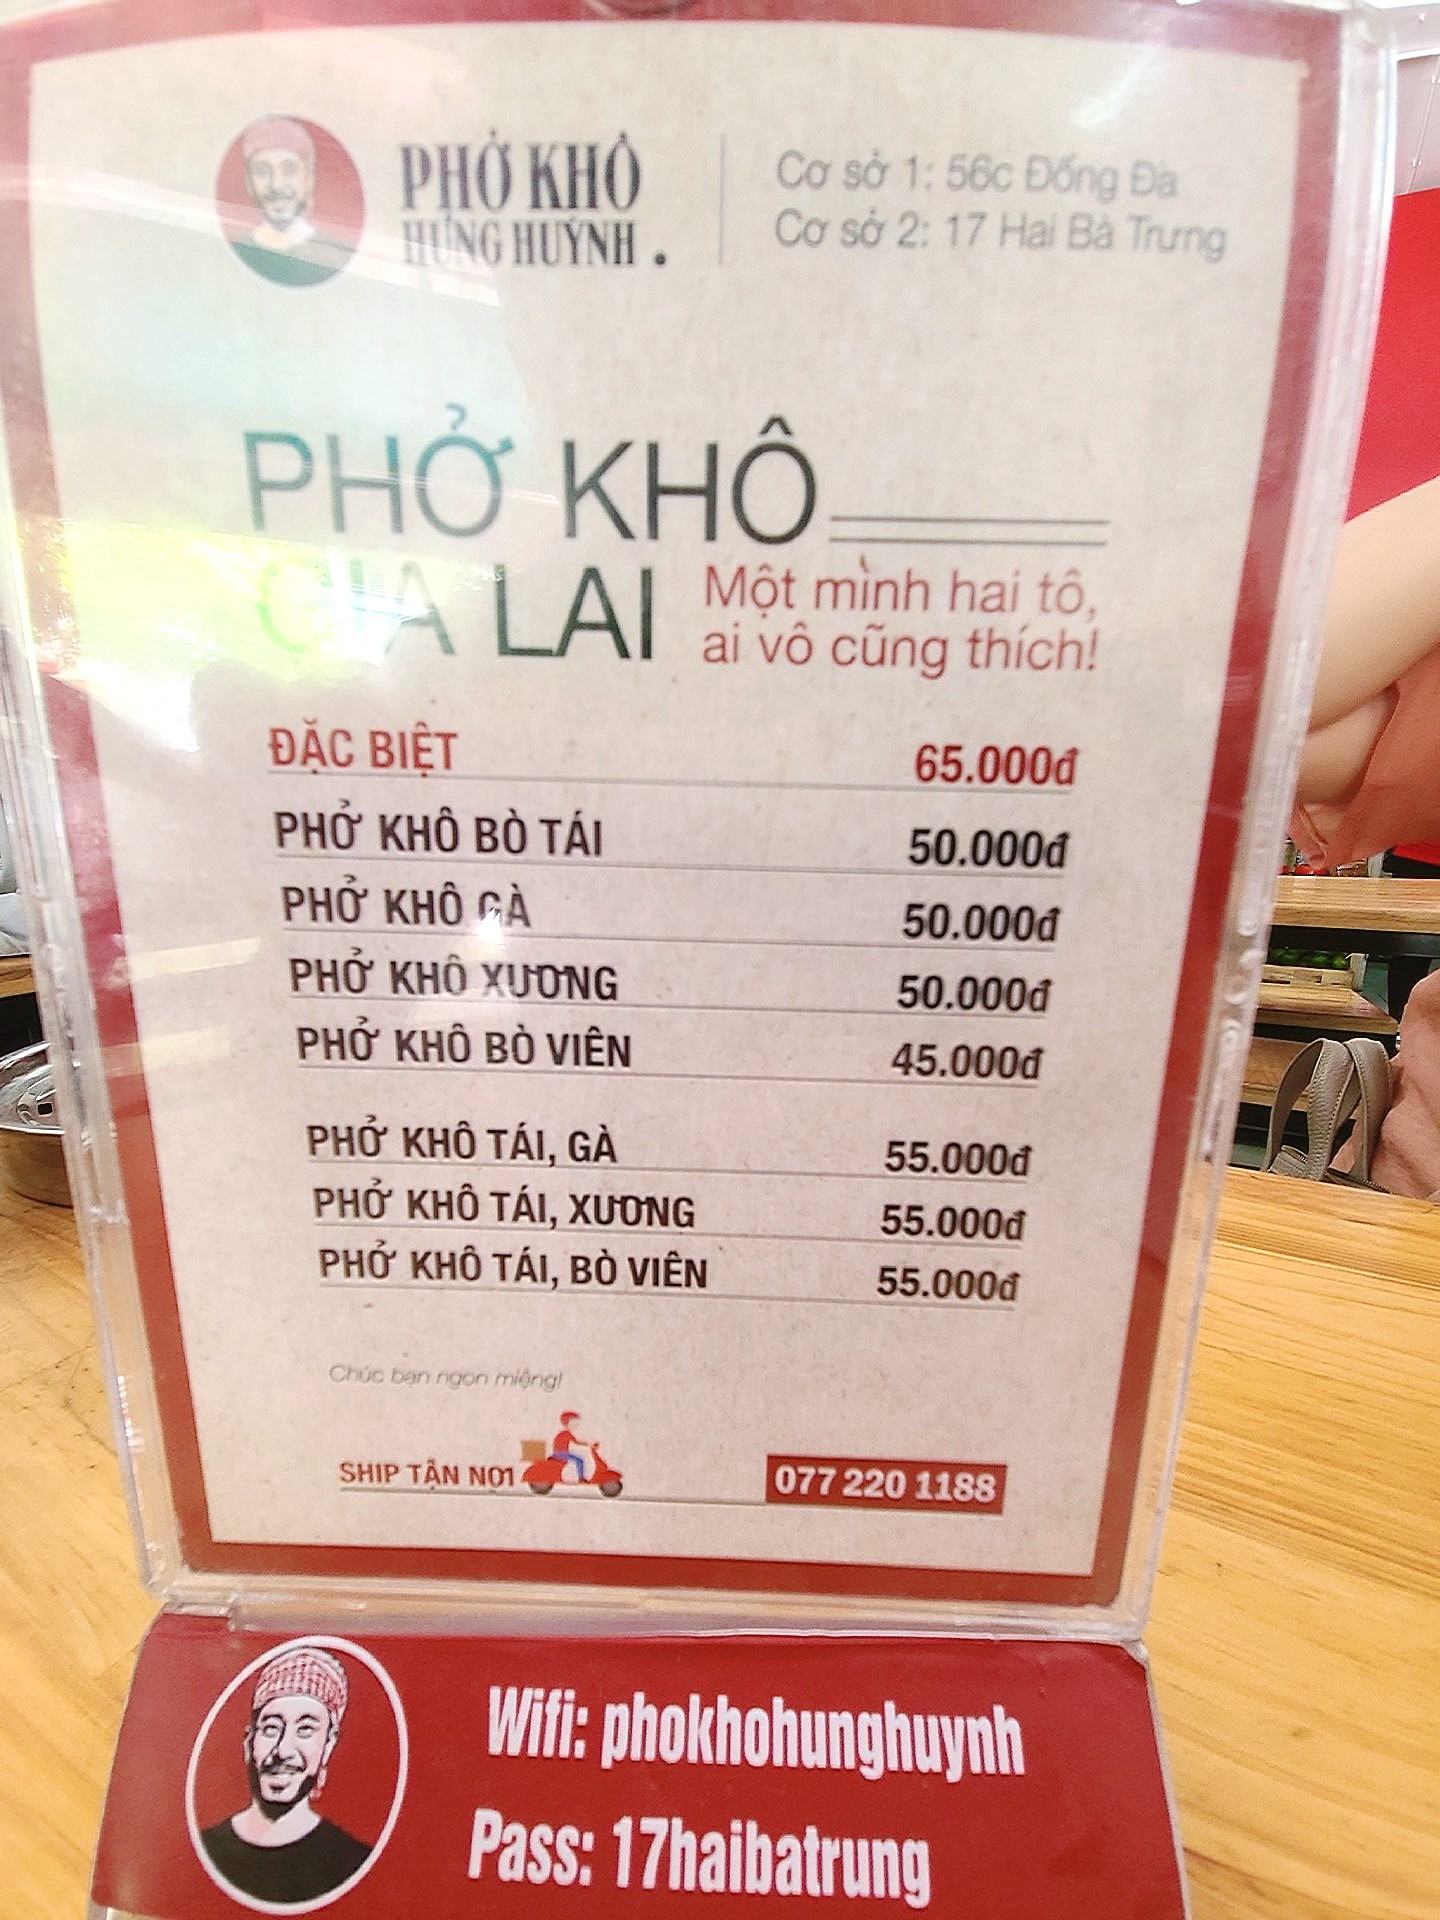 PHỞ KHÔ
HƯNG HUỲNH .
Cơ sở 1: 56c Đống Đa
Cơ sở 2: 17 Hai Bà Trưng
PHỞ KHÔ
GIA LAI
Một mình hai tô,
ai vô cũng thích!
ĐẶC BIỆT 65.000đ
PHỞ KHÔ BÒ TÁI 50.000đ
PHỞ KHÔ GÀ 50.000đ
PHỞ KHÔ XƯƠNG 50.000đ
PHỞ KHÔ BÒ VIÊN 45.000đ
PHỞ KHÔ TÁI, GÀ 55.000đ
PHỞ KHÔ TÁI, XƯƠNG 55.000đ
PHỞ KHÔ TÁI, BÒ VIÊN 55.000đ
Chúc bạn ngon miệng!
SHIP TẬN NƠI 077 220 1188
Wifi: phokhohunghuynh
Pass: 17haibatrung